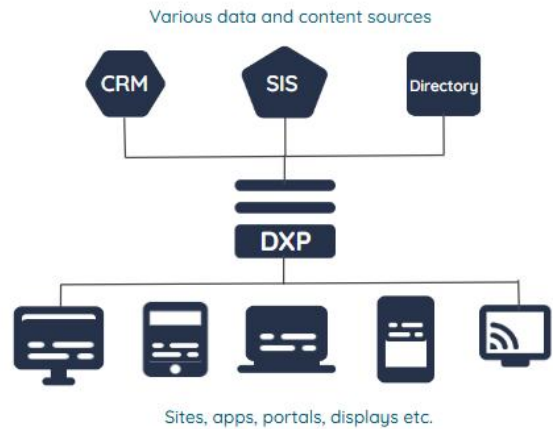 Various data and content sources
CRM
SIS
Directory
DXP
Sites, apps, portals, displays etc.